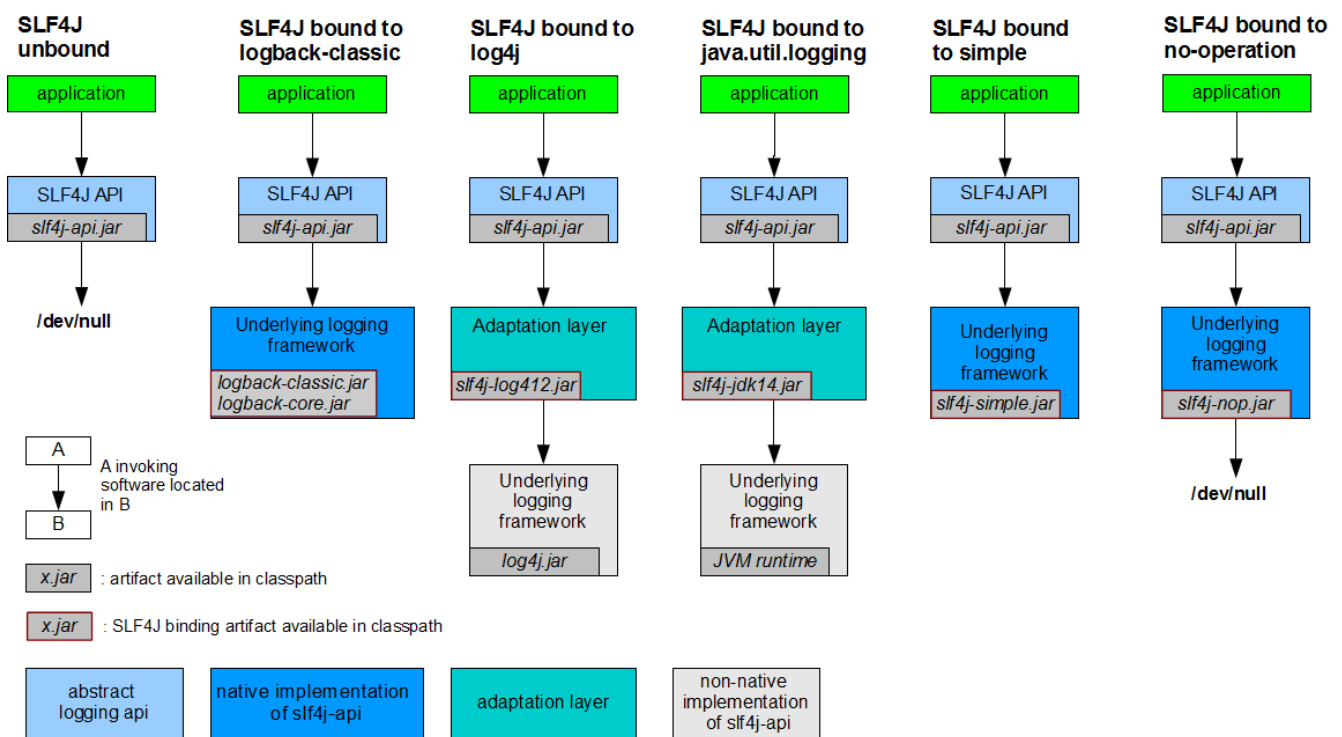 SLF4J
unbound
SLF4J bound to
logback-classic
SLF4J bound to
log4j
SLF4J bound to
java.util.logging
SLF4J bound
to simple
SLF4J bound to
no-operation
application
application
application
application
application
application
SLF4J API
slf4j-api.jar
SLF4J API
slf4j-api.jar
SLF4J API
slf4j-api.jar
SLF4J API
slf4j-api.jar
SLF4J API
slf4j-api.jar
SLF4J API
slf4j-api.jar
/dev/null
Underlying logging
framework
logback-classic.jar
logback-core.jar
Adaptation layer
slf4j-log412.jar
Adaptation layer
slf4j-jdk14.jar
Underlying
logging
framework
slf4j-simple.jar
Underlying
logging
framework
slf4j-nop.jar
A
B
A invoking
software located
in B
Underlying
logging
framework
log4j.jar
Underlying
logging
framework
JVM runtime
/dev/null
x.jar : artifact available in classpath
x.jar : SLF4J binding artifact available in classpath
abstract
logging api
native implementation
of slf4j-api
adaptation layer
non-native
implementation
of slf4j-api